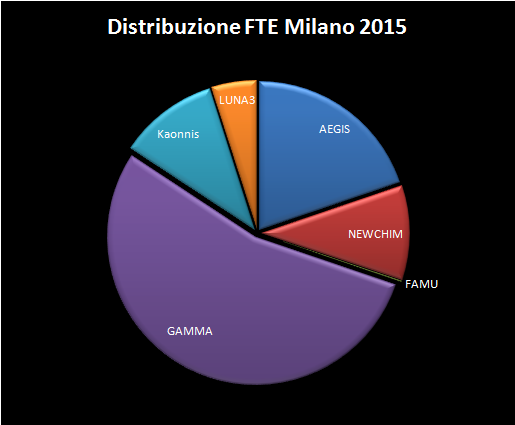 Distribuzione FTE Milano 2015
LUNA3
AEGIS
Kaonnis
NEWCHIM
FAMU
GAMMA